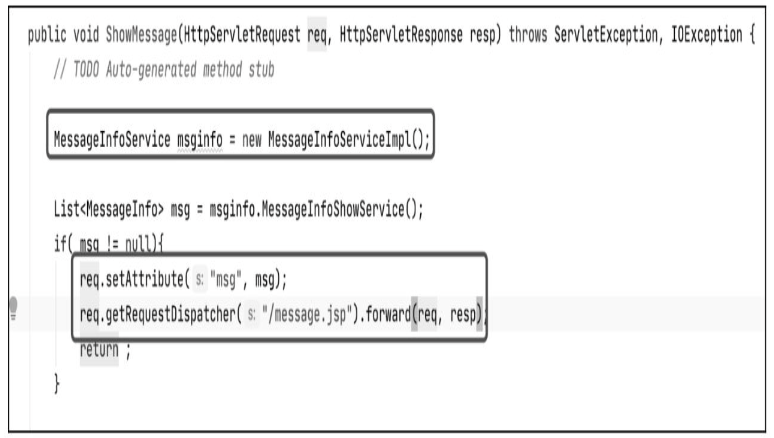 public void ShowMessage(HttpServletRequest req, HttpServletResponse resp) throws ServletException, IOException {
// TODO Auto-generated method stub
MessageInfoService msginfo = new MessageInfoServiceImpl();
List<MessageInfo> msg = msginfo.MessageInfoShowService();
if( msg != null){
req.setAttribute( s: "msg", msg);
req.getRequestDispatcher( s: "/message.jsp").forward(req, resp);
return ;
}